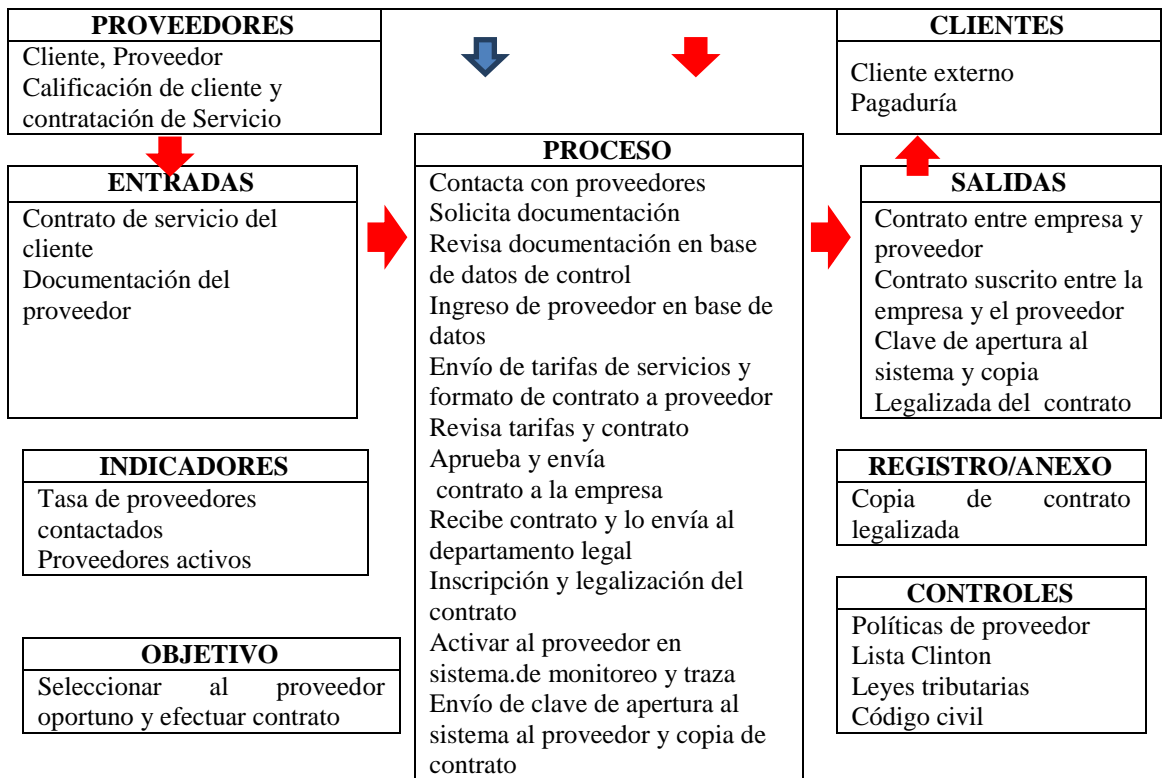 PROVEEDORES
Cliente, Proveedor
Calificación de cliente y
contratación de Servicio
CLIENTES
Cliente externo
Pagaduría
ENTRADAS
Contrato de servicio del
cliente
Documentación del
proveedor
PROCESO
Contacta con proveedores
Solicita documentación
Revisa documentación en base
de datos de control
Ingreso de proveedor en base de
datos
Envío de tarifas de servicios y
formato de contrato a proveedor
Revisa tarifas y contrato
Aprueba y envía
contrato a la empresa
Recibe contrato y lo envía al
departamento legal
Inscripción y legalización del
contrato
Activar al proveedor en
sistema.de monitoreo y traza
Envío de clave de apertura al
sistema al proveedor y copia de
contrato
SALIDAS
Contrato entre empresa y
proveedor
Contrato suscrito entre la
empresa y el proveedor
Clave de apertura al
sistema y copia
Legalizada del contrato
INDICADORES
Tasa de proveedores
contactados
Proveedores activos
REGISTRO/ANEXO
Copia de contrato
legalizada
OBJETIVO
Seleccionar al proveedor
oportuno y efectuar contrato
CONTROLES
Políticas de proveedor
Lista Clinton
Leyes tributarias
Código civil